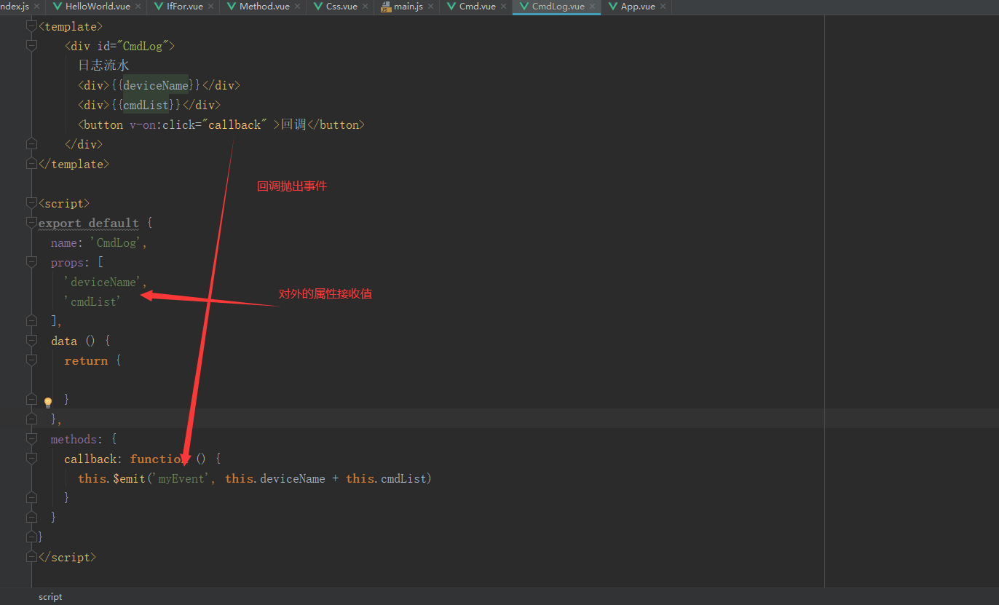 ndex.js HelloWorld.vue IfFor.vue Method.vue Css.vue main.js Cmd.vue CmdLog.vue App.vue
<template>
<div id="CmdLog">
日志流水
<div>{{deviceName}}</div>
<div>{{cmdList}}</div>
<button v-on:click="callback" >回调</button>
</div>
</template>
回调抛出事件
<script>
export default {
name: 'CmdLog',
props: [
'deviceName',
'cmdList'
对外的属性接收值
],
data () {
return {
}
},
methods: {
callback: function () {
this.$emit('myEvent', this.deviceName + this.cmdList)
}
}
}
</script>
script